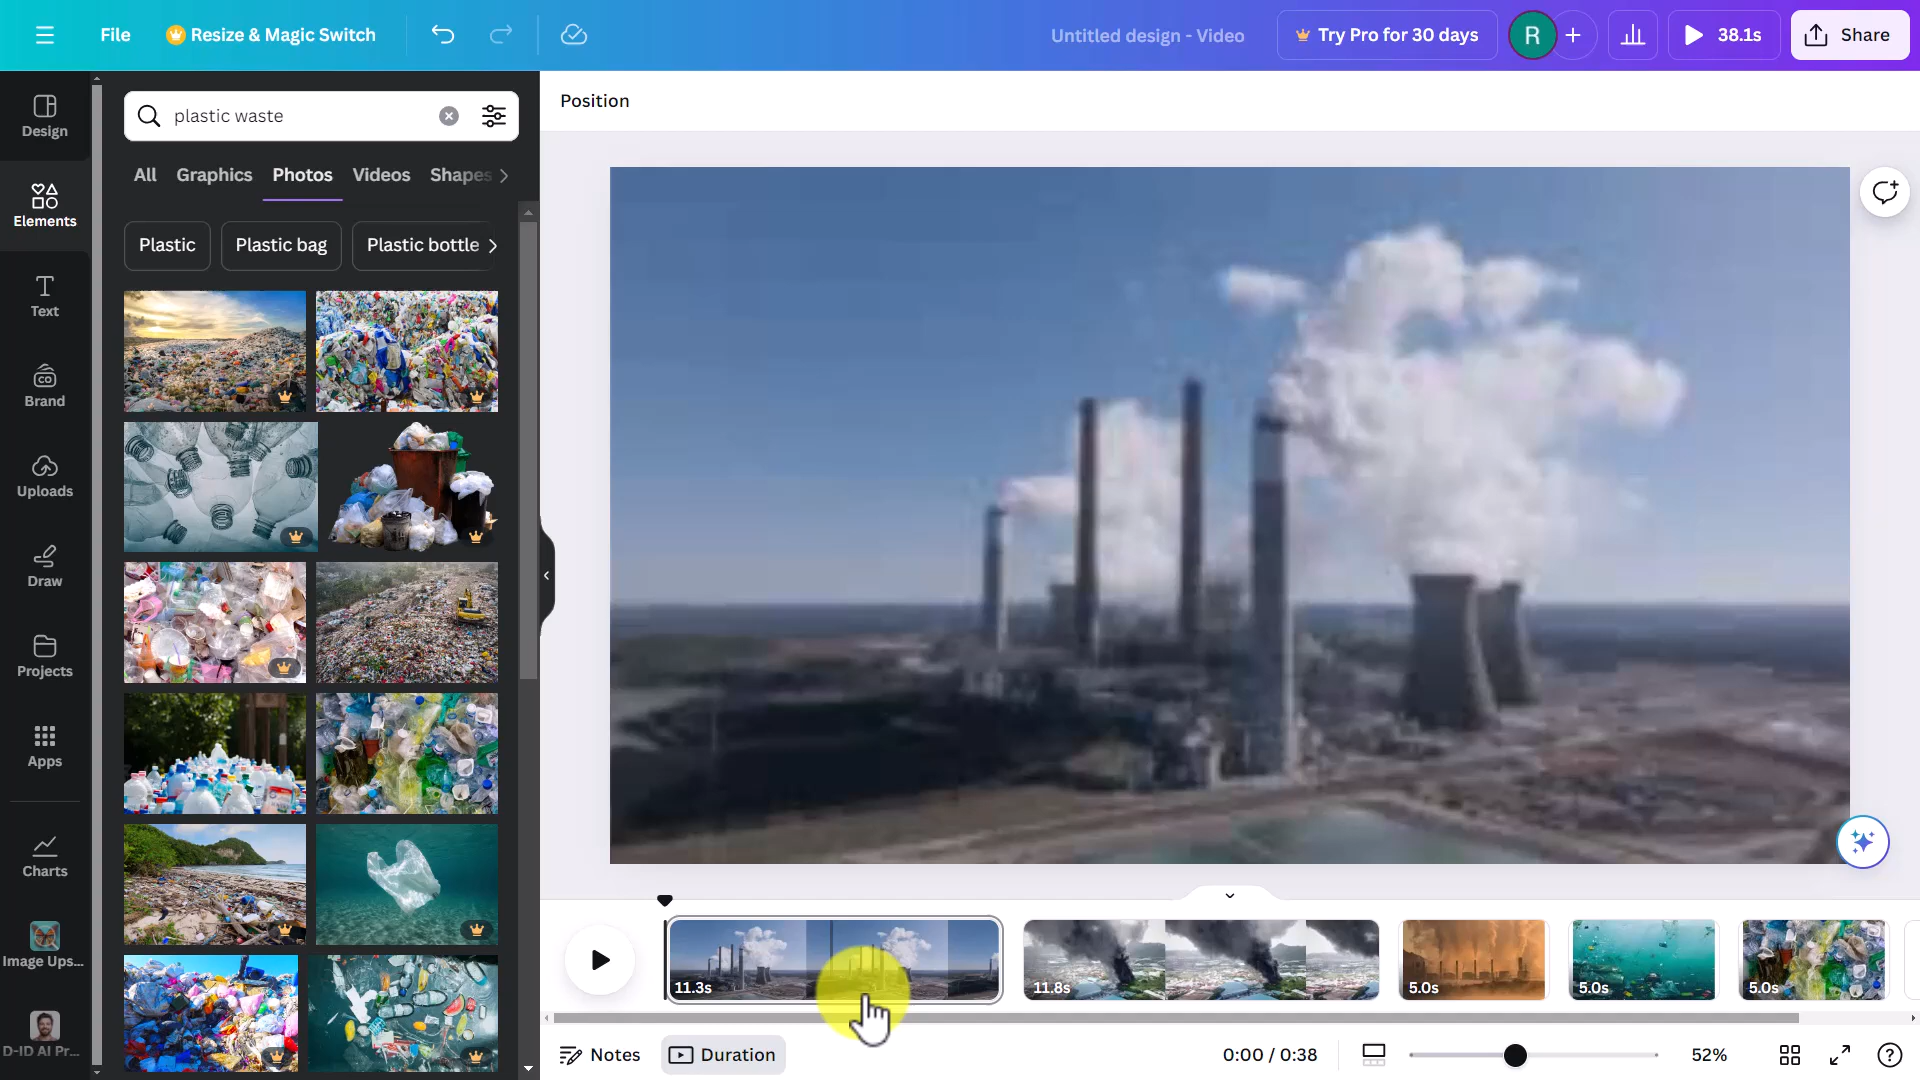 File
Resize & Magic Switch
Untitled design - Video
Try Pro for 30 days
R
38.1s
Share
Design
Elements
Text
Brand
Uploads
Draw
Projects
Apps
Charts
Image Ups...
D-ID AI Pr...
plastic waste
All Graphics Photos Videos Shapes
Plastic Plastic bag Plastic bottle
Position
11.3s
11.8s
5.0s
5.0s
5.0s
Notes
Duration
0:00 / 0:38
52%